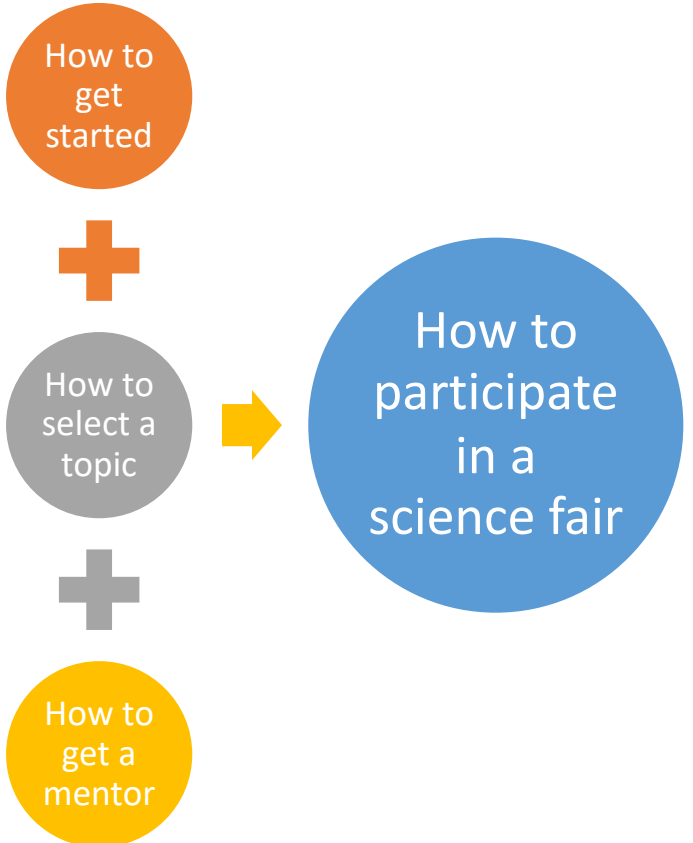 How to
get
started
How to
select a
topic
How to
get a
mentor
How to
participate
in a
science fair